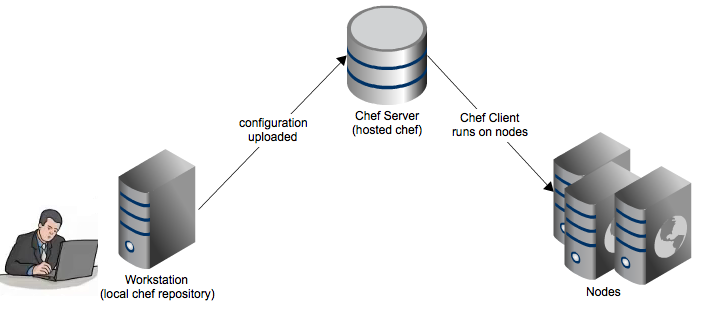 Chef Server
(hosted chef)
configuration
uploaded
Chef Client
runs on nodes
Workstation
(local chef repository)
Nodes